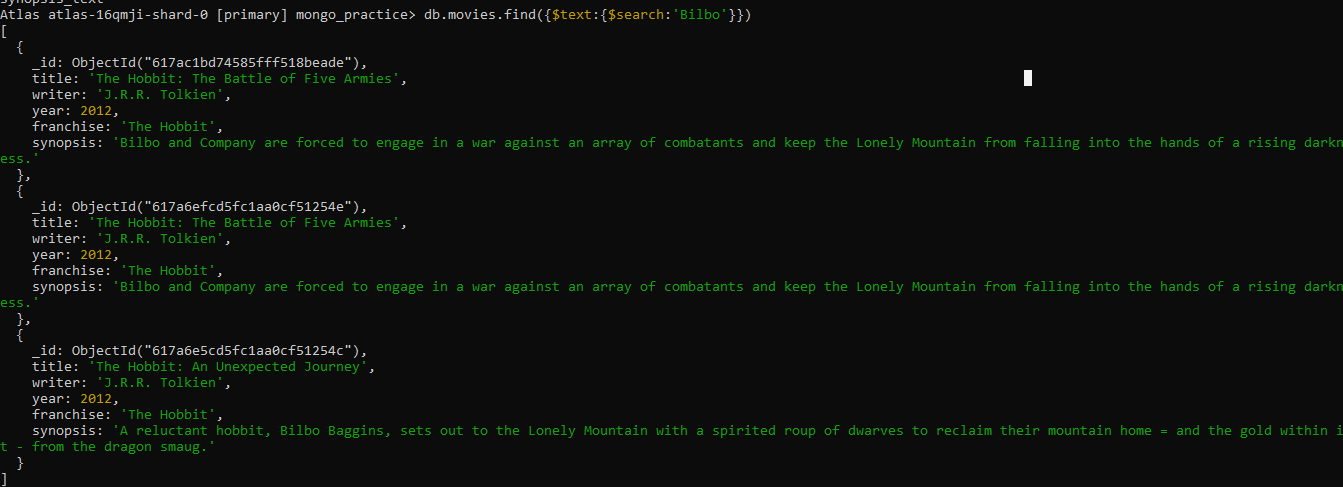 synopsis_text
Atlas atlas-16qmji-shard-0 [primary] mongo_practice> db.movies.find({$text:{$search:'Bilbo'}})
[
  {
    _id: ObjectId("617ac1bd74585fff518beade"),
    title: 'The Hobbit: The Battle of Five Armies',
    writer: 'J.R.R. Tolkien',
    year: 2012,
    franchise: 'The Hobbit',
    synopsis: 'Bilbo and Company are forced to engage in a war against an array of combatants and keep the Lonely Mountain from falling into the hands of a rising darkn
ess.'
  },
  {
    _id: ObjectId("617a6efcd5fc1aa0cf51254e"),
    title: 'The Hobbit: The Battle of Five Armies',
    writer: 'J.R.R. Tolkien',
    year: 2012,
    franchise: 'The Hobbit',
    synopsis: 'Bilbo and Company are forced to engage in a war against an array of combatants and keep the Lonely Mountain from falling into the hands of a rising darkn
ess.'
  },
  {
    _id: ObjectId("617a6e5cd5fc1aa0cf51254c"),
    title: 'The Hobbit: An Unexpected Journey',
    writer: 'J.R.R. Tolkien',
    year: 2012,
    franchise: 'The Hobbit',
    synopsis: 'A reluctant hobbit, Bilbo Baggins, sets out to the Lonely Mountain with a spirited roup of dwarves to reclaim their mountain home = and the gold within i
t - from the dragon smaug.'
  }
]